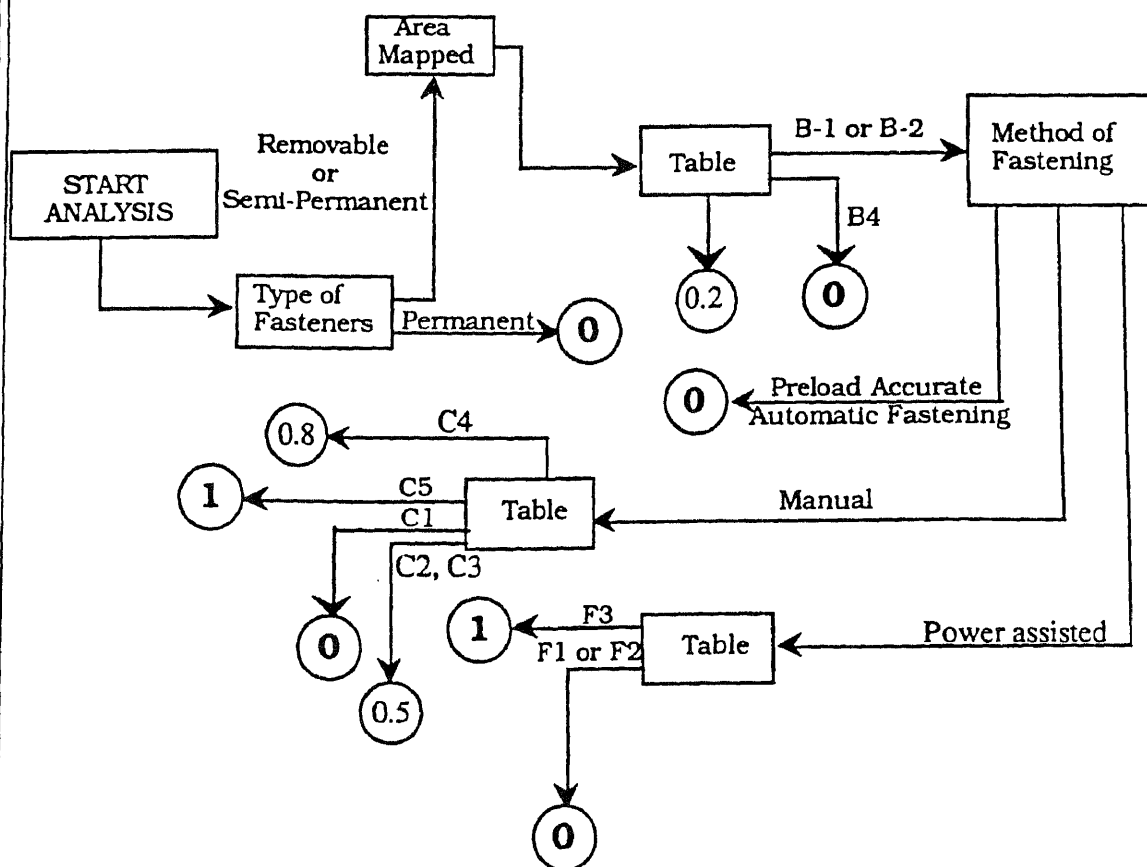 Area
Mapped
Removable
or
Semi-Permanent
START
ANALYSIS
Type of
Fasteners
Permanent
0
Table
B-1 or B-2
B4
0.2
0
Method of
Fastening
0
Preload Accurate
Automatic Fastening
0.8
C4
1
C5
C1
C2, C3
Table
Manual
0
0.5
1
F3
F1 or F2
Table
Power assisted
0